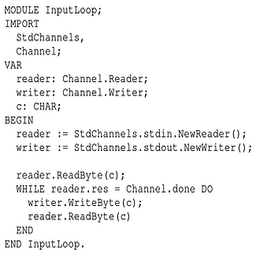 MODULE InputLoop;
IMPORT
StdChannels,
Channel;
VAR
reader: Channel.Reader;
writer: Channel.Writer;
c: CHAR;
BEGIN
reader := StdChannels.stdin.NewReader();
writer := StdChannels.stdout.NewWriter();
reader.ReadByte(c);
WHILE reader.res = Channel.done DO
writer.WriteByte(c);
reader.ReadByte(c)
END
END InputLoop.